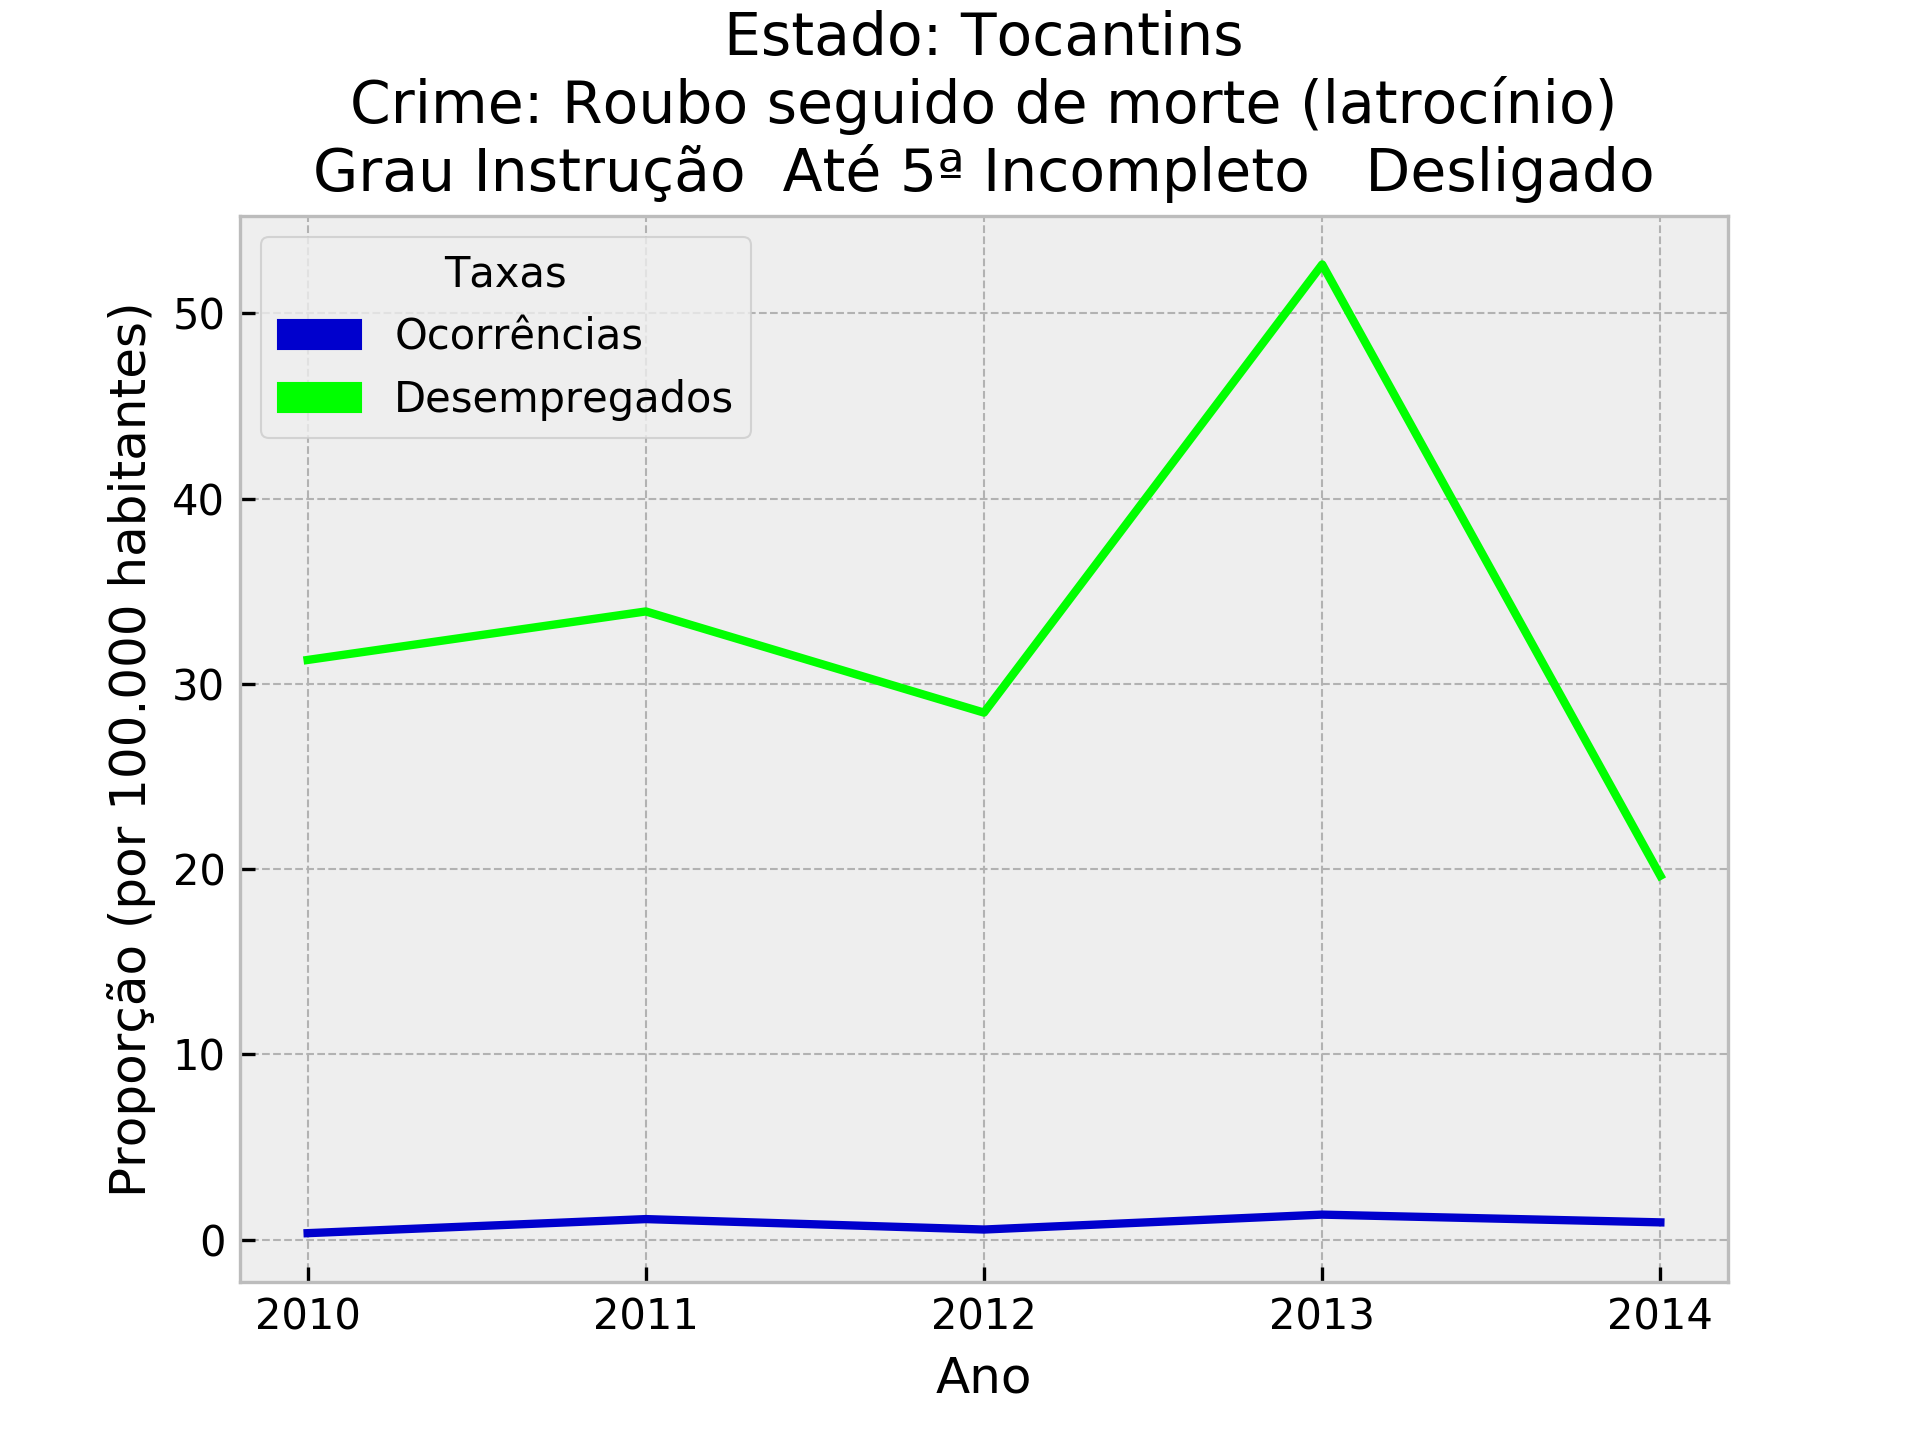 Estado: Tocantins
Crime: Roubo seguido de morte (latrocínio)
Grau Instrução  Até 5ª Incompleto   Desligado
Taxas
Ocorrências
Desempregados
Proporção (por 100.000 habitantes)
50
40
30
20
10
0
2010 2011 2012 2013 2014
Ano